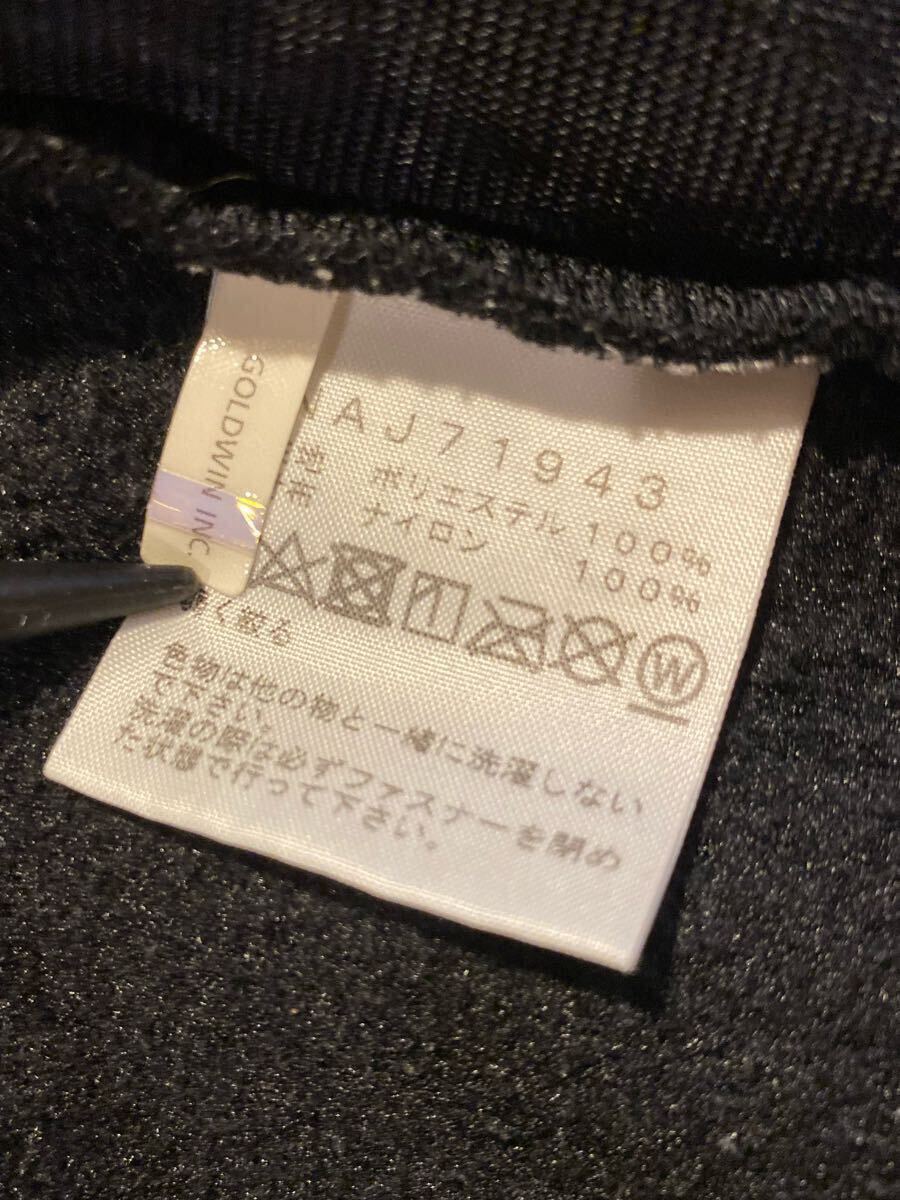 GOLDWIN INC.
AJ7194３
ポリエステル 100%
ナイロン 100%
W
く絞る
色物は他の物と一緒に洗濯しない
で下さい。
洗濯の際は必ずファスナーを閉め
た状態で行って下さい。